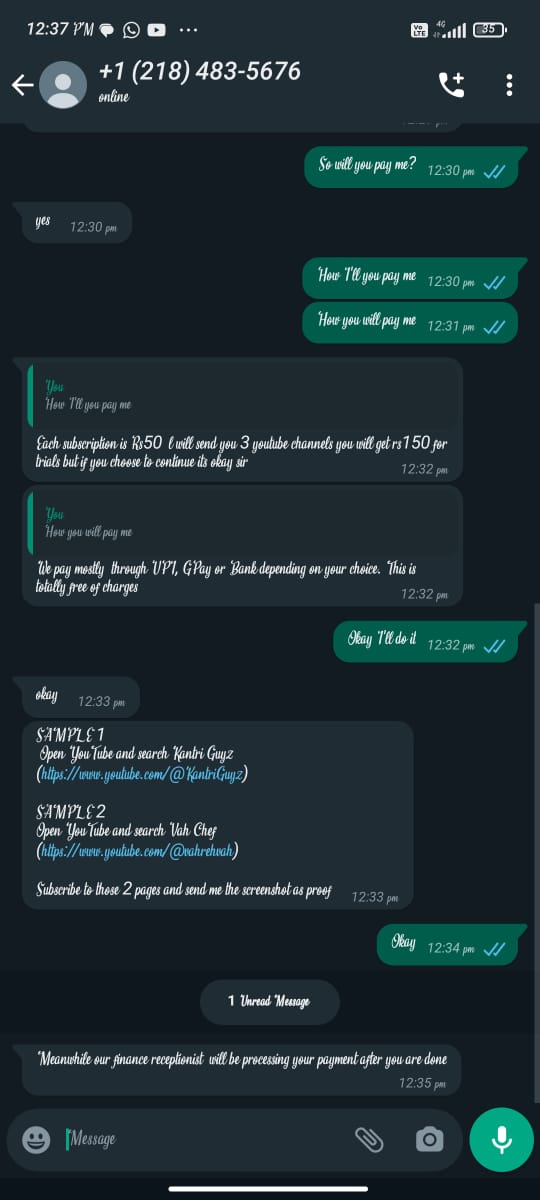 12:37 PM
Vo LTE 4G 35
+1 (218) 483-5676
online
So will you pay me? 12:30 pm
yes 12:30 pm
How I'll you pay me 12:30 pm
How you will pay me 12:31 pm
You
How I'll you pay me
Each subscription is Rs50 l will send you 3 youtube channels you will get rs150 for
trials but if you choose to continue its okay sir
12:32 pm
You
How you will pay me
We pay mostly through UPI, GPay or Bank depending on your choice. This is
totally free of charges
12:32 pm
Okay I'll do it 12:32 pm
okay 12:33 pm
SAMPLE 1
Open YouTube and search Kantri Guyz
(https://www.youtube.com/@KantriGuyz)
SAMPLE 2
Open YouTube and search Vah Chef
(https://www.youtube.com/@vahrehvah)
Subscribe to those 2 pages and send me the screenshot as proof 12:33 pm
Okay 12:34 pm
1 Unread Message
Meanwhile our finance receptionist will be processing your payment after you are done
12:35 pm
Message